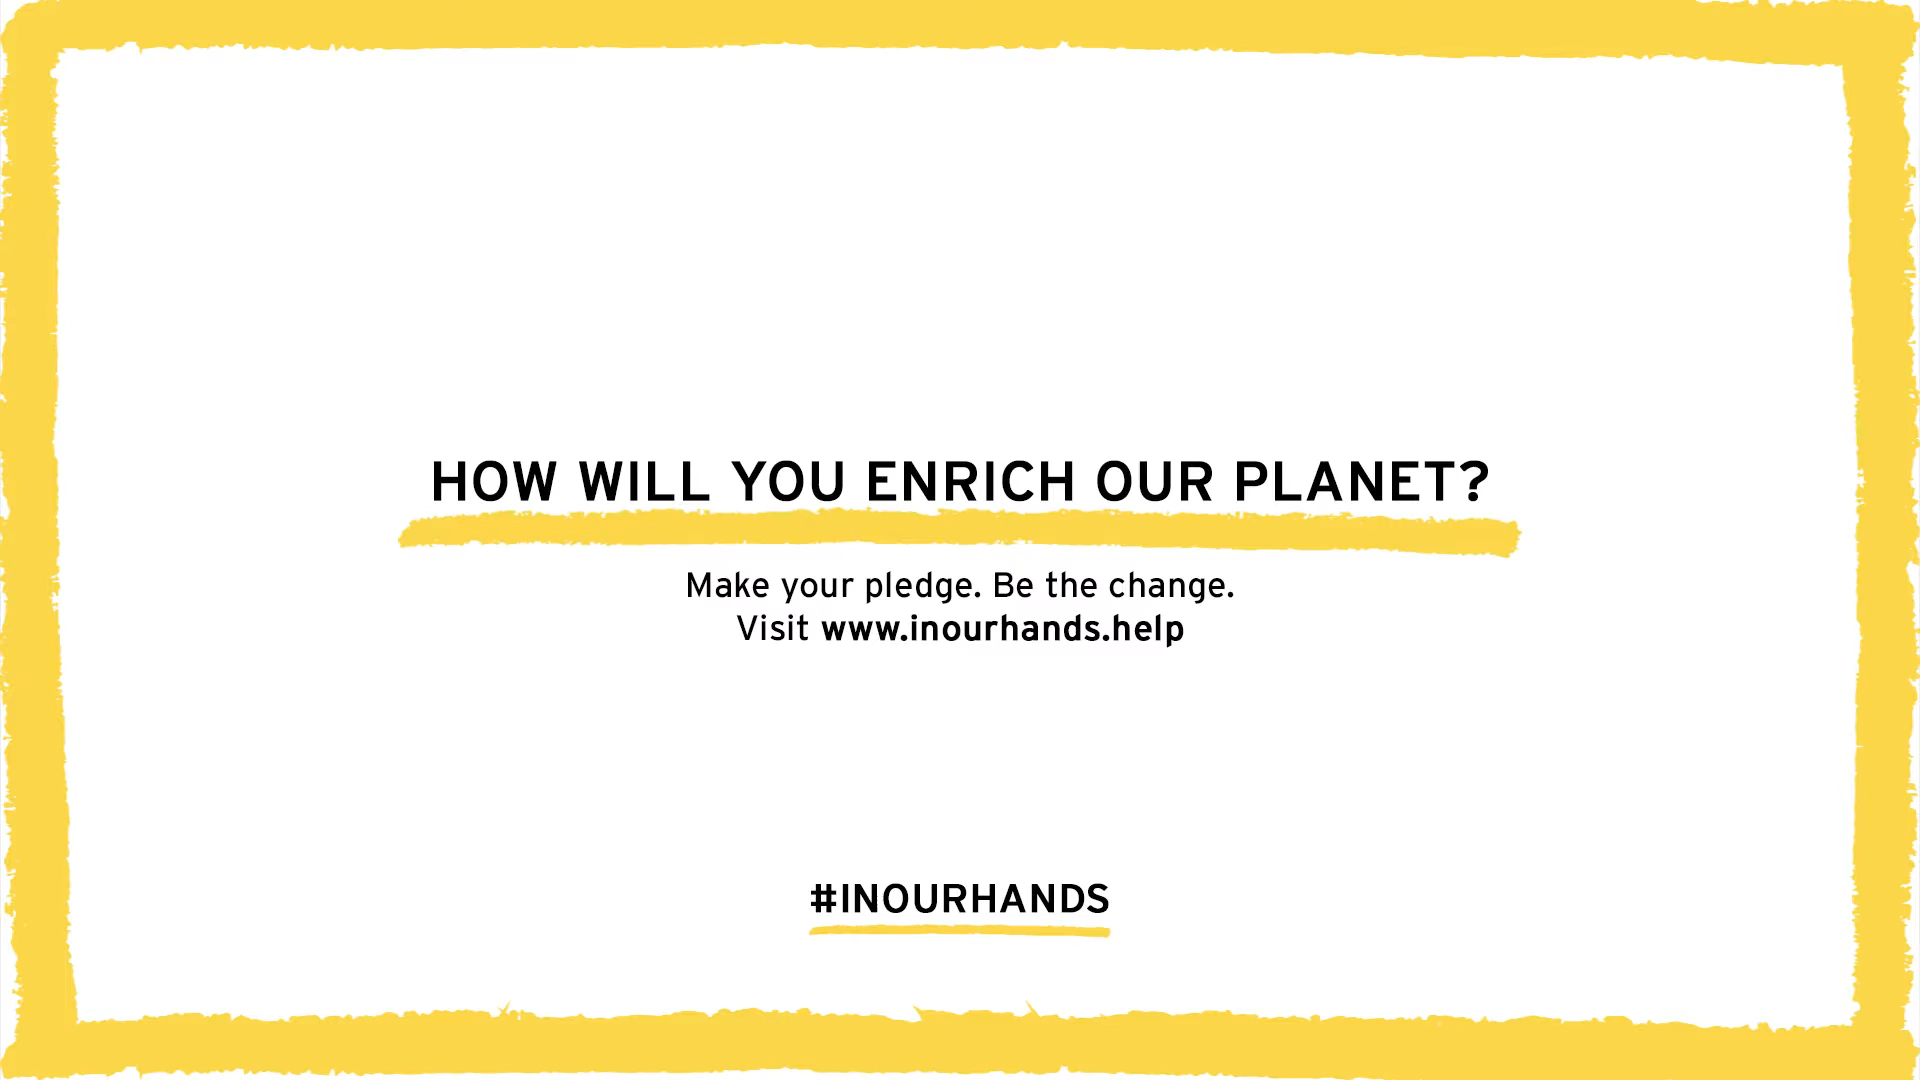 HOW WILL YOU ENRICH OUR PLANET?
Make your pledge. Be the change.
Visit www.inourhands.help
#INOURHANDS